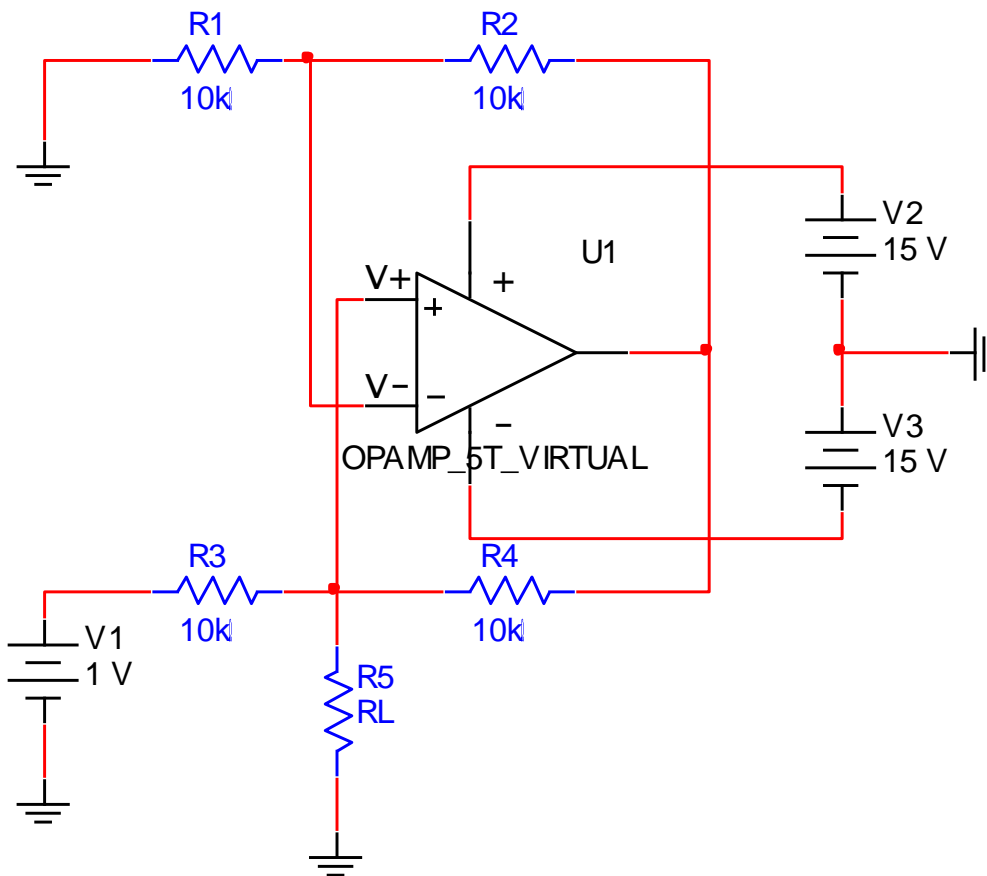 R1
10k
R2
10k
V2
15 V
U1
V+
+
+
V-
-
-
OPAMP_5T_VIRTUAL
V3
15 V
R3
10k
R4
10k
V1
1 V
R5
RL